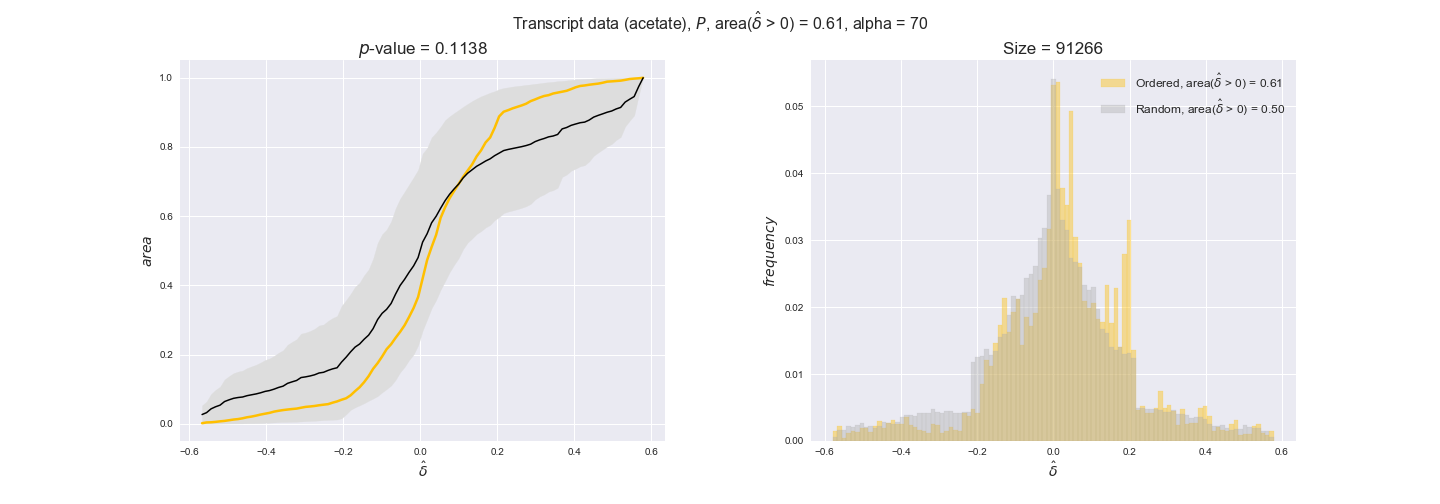 Transcript data (acetate), P, area(δ̂ > 0) = 0.61, alpha = 70
p-value = 0.1138
1.0
0.8
0.6
0.4
0.2
0.0
area
−0.6 −0.4 −0.2 0.0 0.2 0.4 0.6
δ̂
Size = 91266
Ordered, area(δ̂ > 0) = 0.61
Random, area(δ̂ > 0) = 0.50
0.05
0.04
0.03
0.02
0.01
0.00
frequency
−0.6 −0.4 −0.2 0.0 0.2 0.4 0.6
δ̂